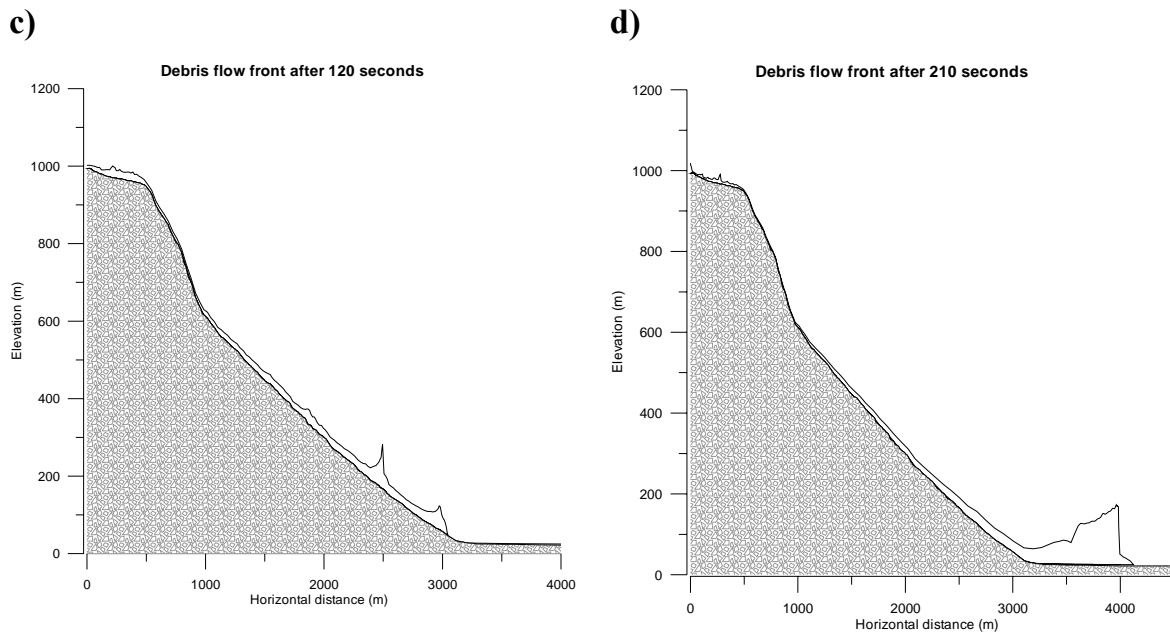 c)
Debris flow front after 120 seconds
1200
1000
800
600
400
200
0
Elevation (m)
0 1000 2000 3000 4000
Horizontal distance (m)
d)
Debris flow front after 210 seconds
1200
1000
800
600
400
200
0
Elevation (m)
0 1000 2000 3000 4000
Horizontal distance (m)